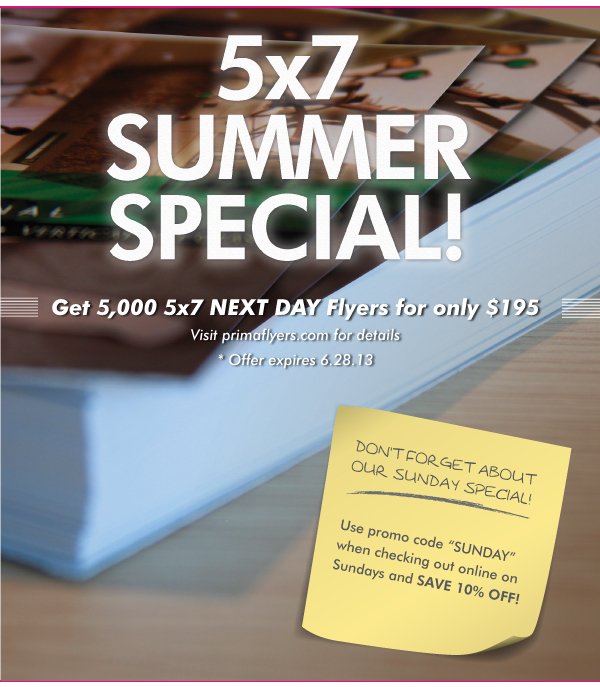 5x7
SUMMER
SPECIAL!
Get 5,000 5x7 NEXT DAY Flyers for only $195
Visit primaflyers.com for details
* Offer expires 6.28.13
DON'T FORGET ABOUT
OUR SUNDAY SPECIAL!
Use promo code “SUNDAY”
when checking out online on
Sundays and SAVE 10% OFF!